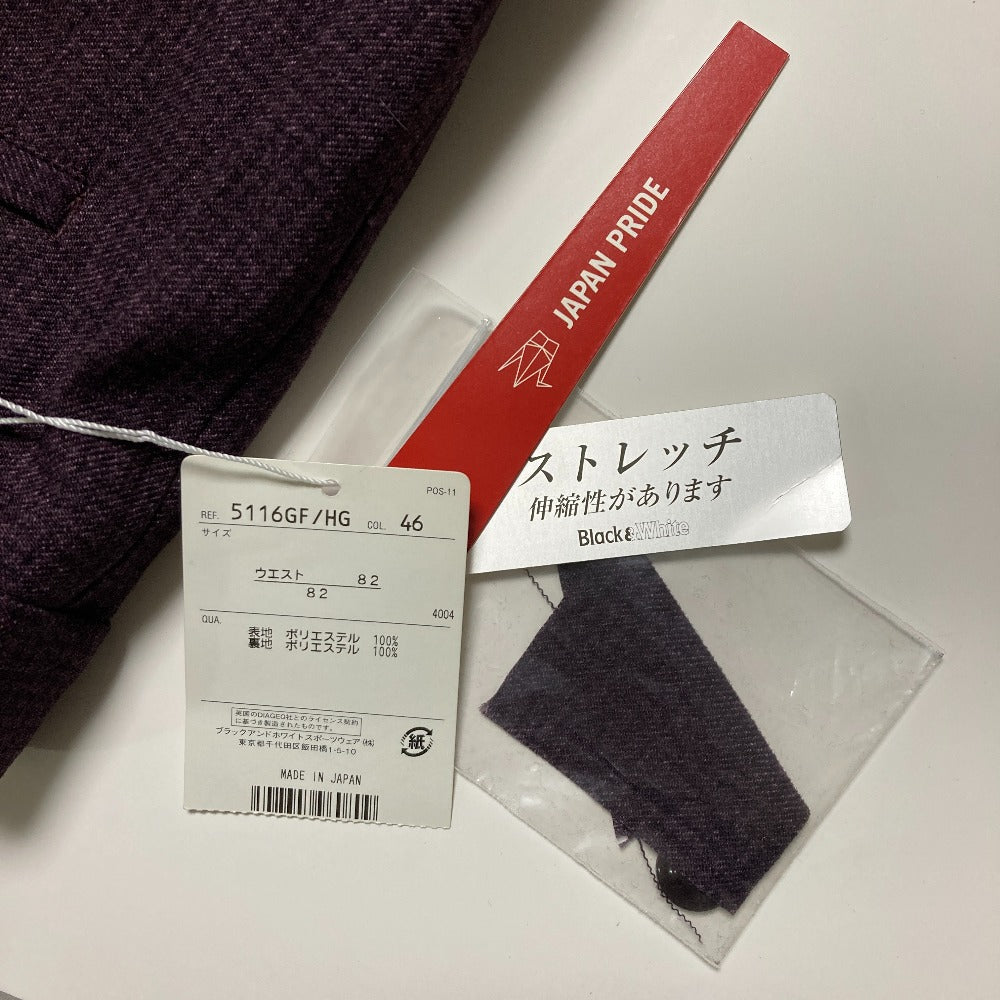 JAPAN PRIDE
ストレッチ
伸縮性があります
Black&White
POS-11
REF. 5116GF/HG COL. 46
サイズ
ウエスト 82
82
4004
QUA.
表地 ポリエステル 100%
裏地 ポリエステル 100%
英国のDIAGEO社とのライセンス契約
に基づき製造されたものです。
ブラックアンドホワイトスポーツウェア(株)
東京都千代田区飯田橋1-5-10
紙
MADE IN JAPAN